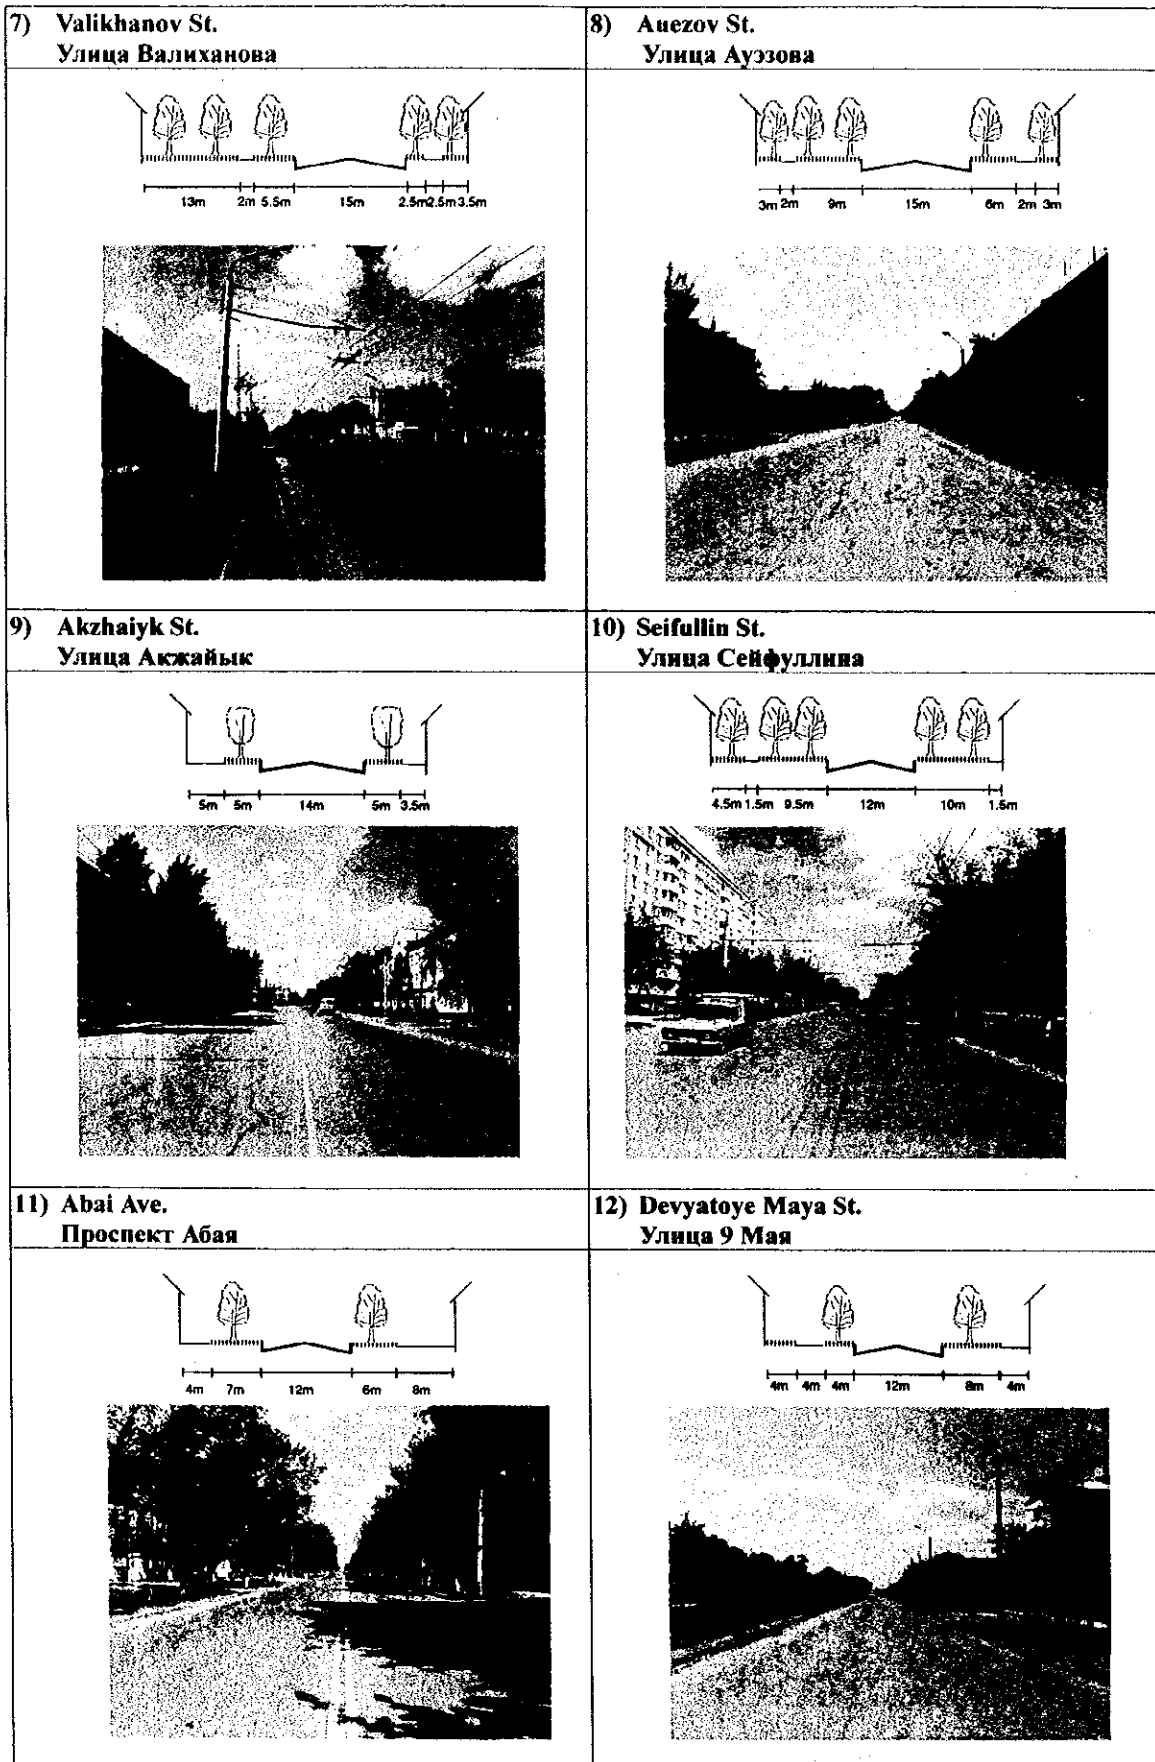 7) Valikhanov St.
Улица Валиханова
13m 2m 5.5m 15m 2.5m 2.5m 3.5m
8) Auezov St.
Улица Ауэзова
3m 2m 9m 15m 6m 2m 3m
9) Akzhaiyk St.
Улица Акжайык
5m 5m 14m 5m 3.5m
10) Seifullin St.
Улица Сейфуллина
4.5m 1.5m 9.5m 12m 10m 1.5m
11) Abai Ave.
Проспект Абая
4m 7m 12m 6m 8m
12) Devyatoye Maya St.
Улица 9 Мая
4m 4m 4m 12m 8m 4m